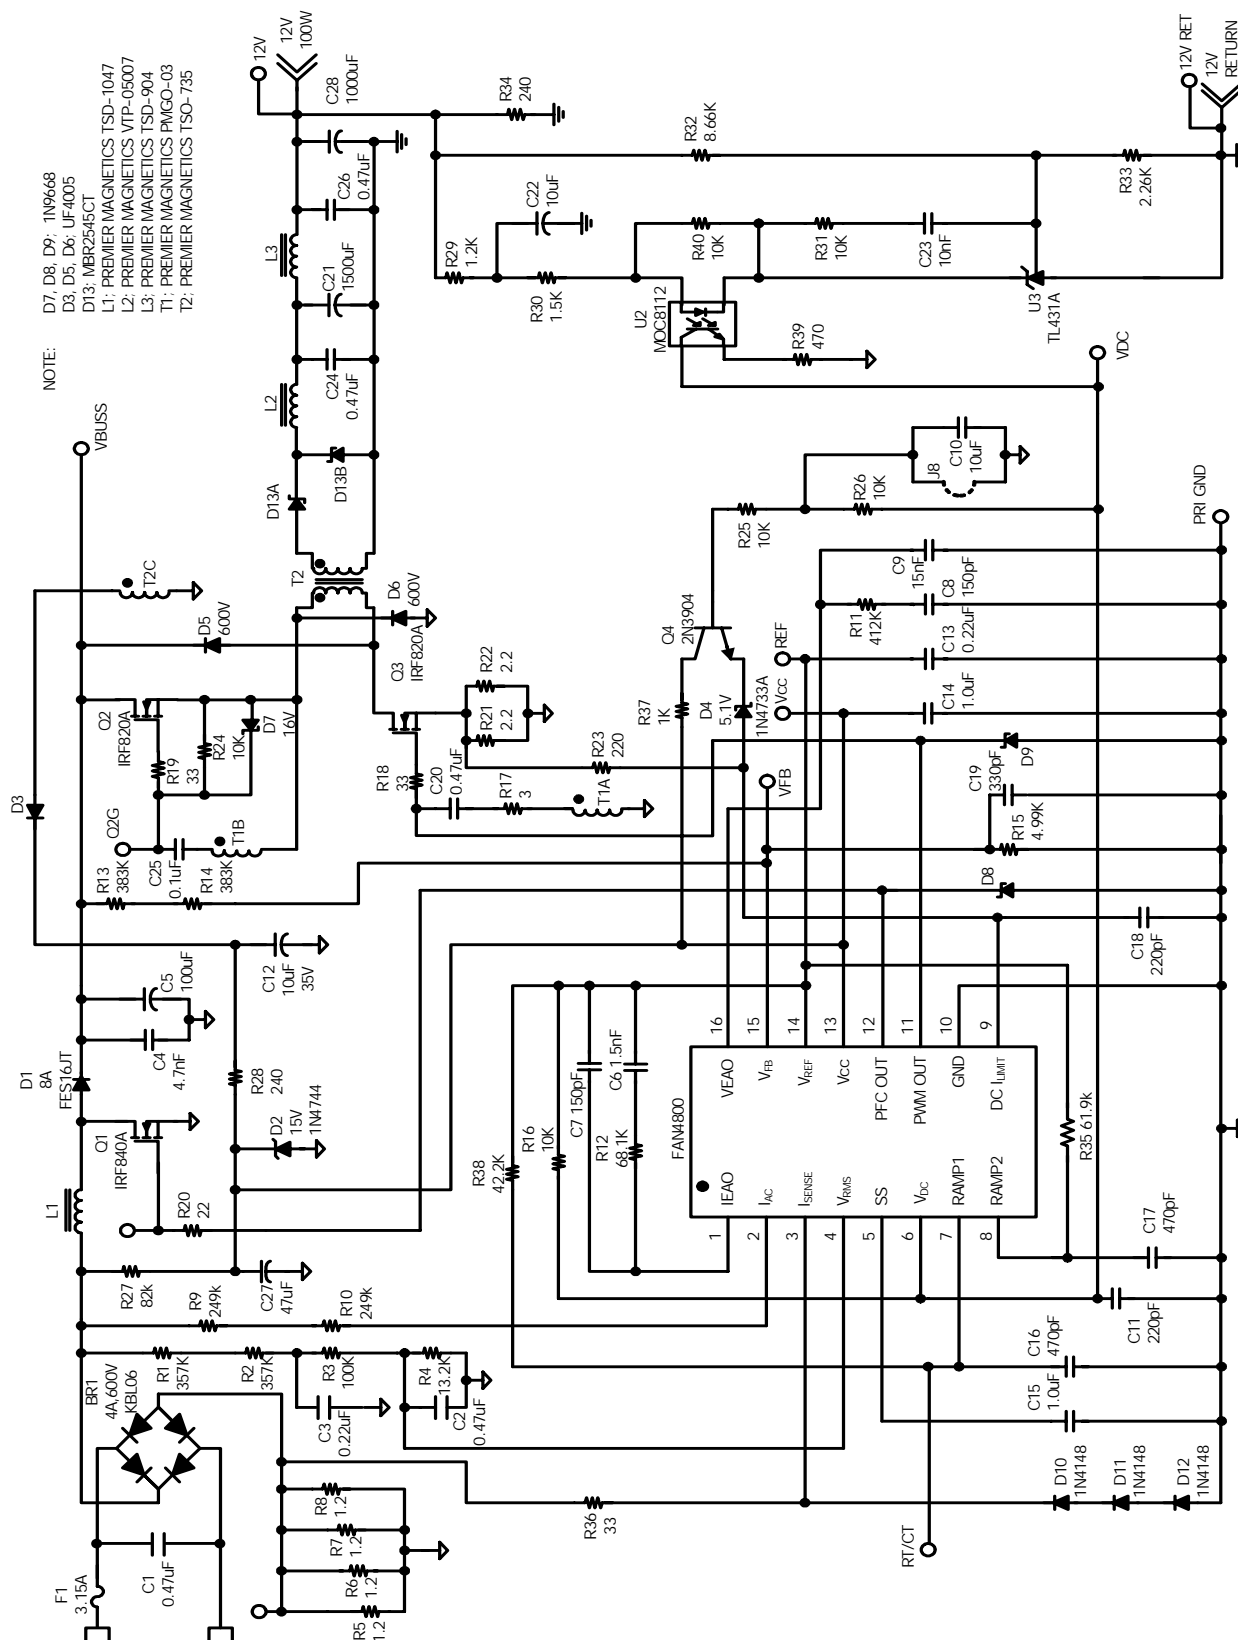 NOTE:
D7, D8, D9; 1N9668
D3, D5, D6; UF4005
D13; MBR2545CT
L1; PREMIER MAGNETICS TSD-1047
L2; PREMIER MAGNETICS VTP-05007
L3; PREMIER MAGNETICS TSD-904
T1; PREMIER MAGNETICS PMGO-03
T2; PREMIER MAGNETICS TSO-735
F1
3.15A
C1
0.47uF
BR1
4A,600V
KBL06
R5
1.2
R6
1.2
R7
1.2
R8
1.2
R1
357K
R2
357K
R3
100K
R4
13.2K
C3
0.22uF
C2
0.47uF
R9
249k
R10
249k
R27
82k
C27
47uF
L1
R20
22
Q1
IRF840A
D1
8A
FES16JT
D2
15V
1N4744
R28
240
C4
4.7nF
C5
100uF
C12
10uF
35V
R13
383K
R14
383K
D3
Q2G
C25
0.1uF
T1B
R19
33
R24
10K
D7
16V
Q2
IRF820A
D5
600V
T2C
VBUSS
T2
D6
600V
Q3
IRF820A
R22
2.2
R21
2.2
R18
33
C20
0.47uF
R17
3
T1A
R23
220
D13A
D13B
L2
C24
0.47uF
C21
1500uF
L3
C26
0.47uF
C28
1000uF
12V
12V
100W
R34
240
R29
1.2K
C22
10uF
R30
1.5K
R32
8.66K
R40
10K
R31
10K
C23
10nF
U2
MOC8112
R39
470
U3
TL431A
R33
2.26K
12V RET
12V
RETURN
VDC
PRI GND
J8
C10
10uF
R25
10K
R26
10K
Q4
2N3904
R37
1K
D4
5.1V
1N4733A
REF
Vcc
VFB
C9
15nF
C8
150pF
R11
412K
C13
0.22uF
C14
1.0uF
D9
C19
330pF
R15
4.99K
D8
C18
220pF
R38
42.2K
R16
10K
C7 150pF
R12
68.1K
C6 1.5nF
FAN4800
1 IEAO
2 IAC
3 ISENSE
4 VRMS
5 SS
6 VDC
7 RAMP1
8 RAMP2
VEAO 16
VFB 15
VREF 14
VCC 13
PFC OUT 12
PWM OUT 11
GND 10
DC ILIMIT 9
R35 61.9k
C17
470pF
C11
220pF
C16
470pF
C15
1.0uF
R36
33
RT/CT
D10
1N4148
D11
1N4148
D12
1N4148